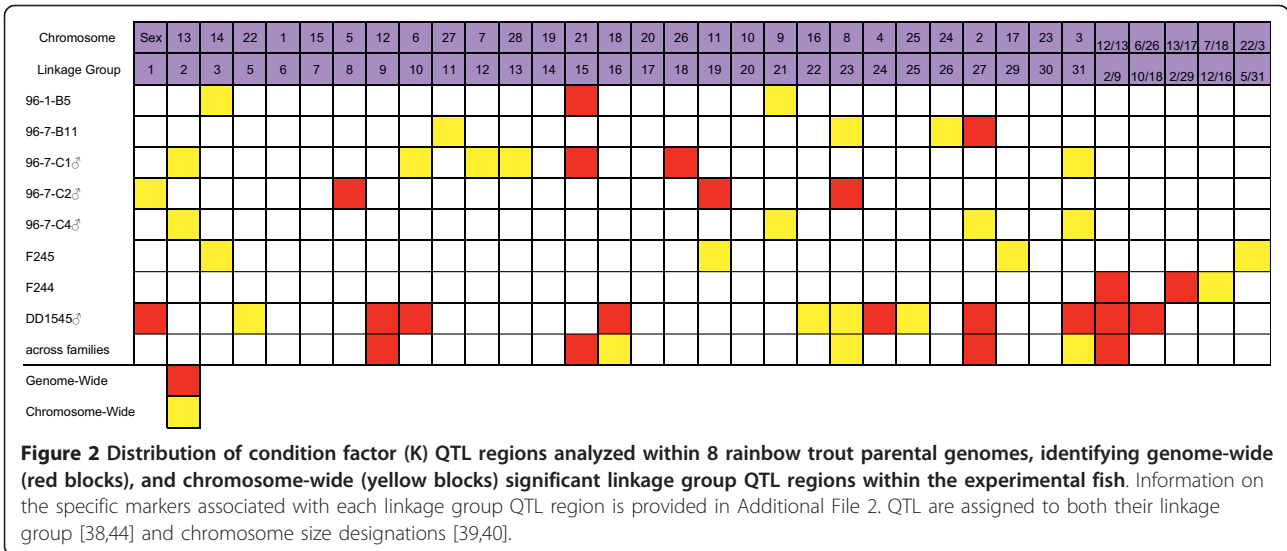 Chromosome Sex 13 14 22 1 15 5 12 6 27 7 28 19 21 18 20 26 11 10 9 16 8 4 25 24 2 17 23 3 12/13 6/26 13/17 7/18 22/3
Linkage Group 1 2 3 5 6 7 8 9 10 11 12 13 14 15 16 17 18 19 20 21 22 23 24 25 26 27 29 30 31 2/9 10/18 2/29 12/16 5/31
96-1-B5
96-7-B11
96-7-C1♂
96-7-C2♂
96-7-C4♂
F245
F244
DD1545♂
across families
Genome-Wide
Chromosome-Wide
Figure 2 Distribution of condition factor (K) QTL regions analyzed within 8 rainbow trout parental genomes, identifying genome-wide
(red blocks), and chromosome-wide (yellow blocks) significant linkage group QTL regions within the experimental fish. Information on
the specific markers associated with each linkage group QTL region is provided in Additional File 2. QTL are assigned to both their linkage
group [38,44] and chromosome size designations [39,40].